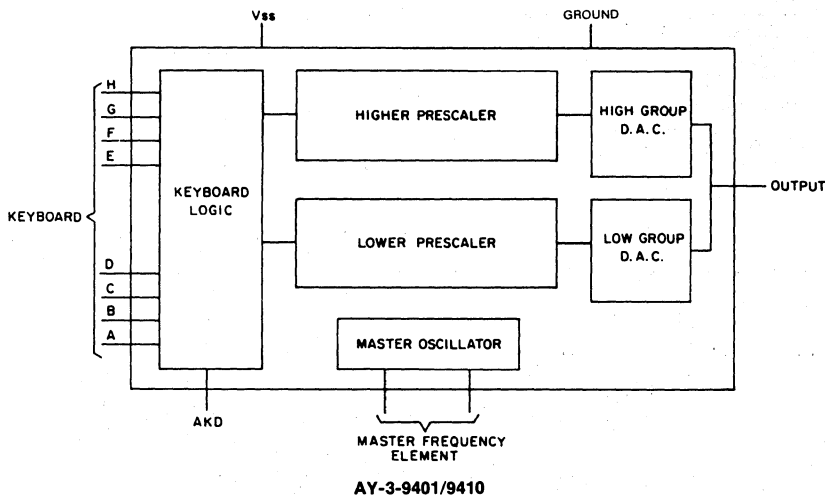 Vss
GROUND
H
G
F
E
KEYBOARD
D
C
B
A
KEYBOARD
LOGIC
HIGHER PRESCALER
HIGH GROUP
D. A. C.
OUTPUT
LOWER PRESCALER
LOW GROUP
D. A. C.
MASTER OSCILLATOR
AKD
MASTER FREQUENCY
ELEMENT
AY-3-9401/9410